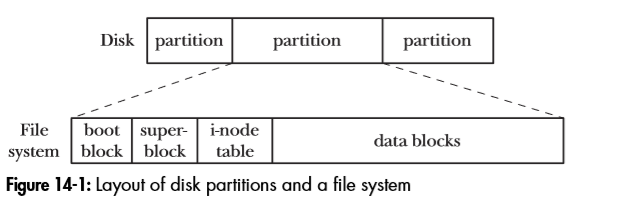 Disk partition partition partition
File system boot block super-block i-node table data blocks
Figure 14-1: Layout of disk partitions and a file system